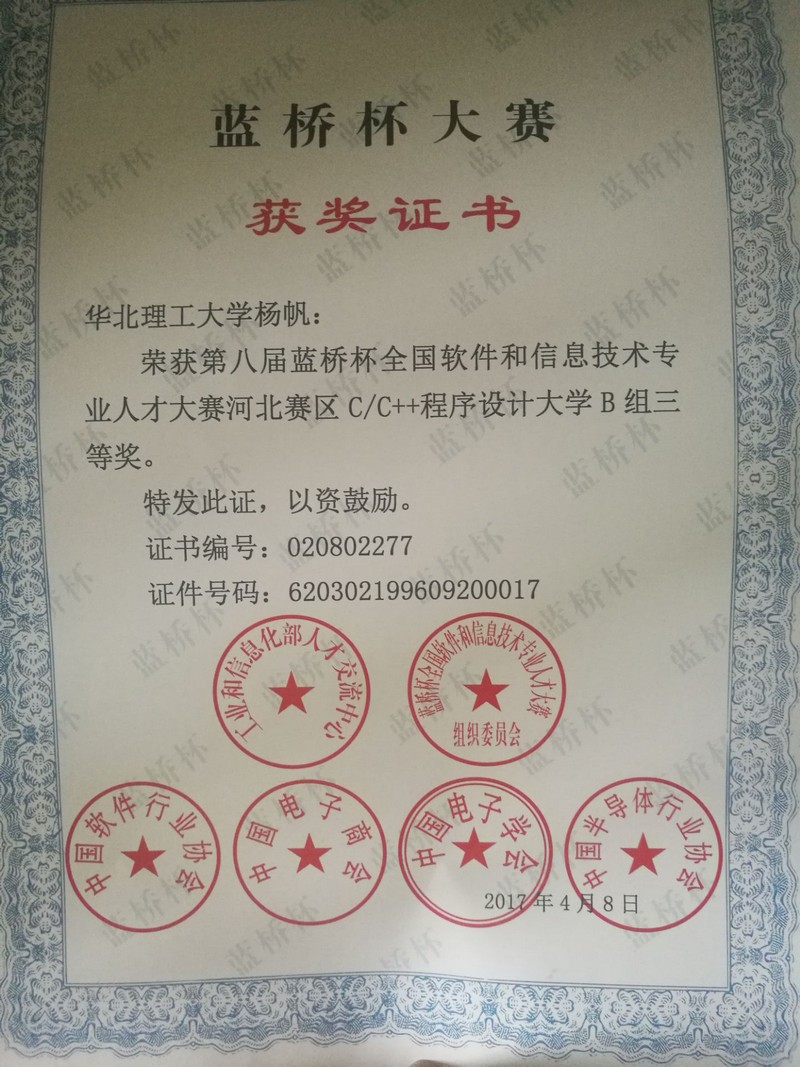 蓝桥杯大赛
获奖证书
华北理工大学杨帆：
荣获第八届蓝桥杯全国软件和信息技术专
业人才大赛河北赛区 C/C++程序设计大学 B 组三
等奖。
特发此证，以资鼓励。
证书编号：020802277
证件号码：620302199609200017
工业和信息化部人才交流中心
蓝桥杯全国软件和信息技术专业人才大赛
组织委员会
中国软件行业协会
中国电子商会
中国电子学会
中国半导体行业协会
2017 年 4 月 8 日